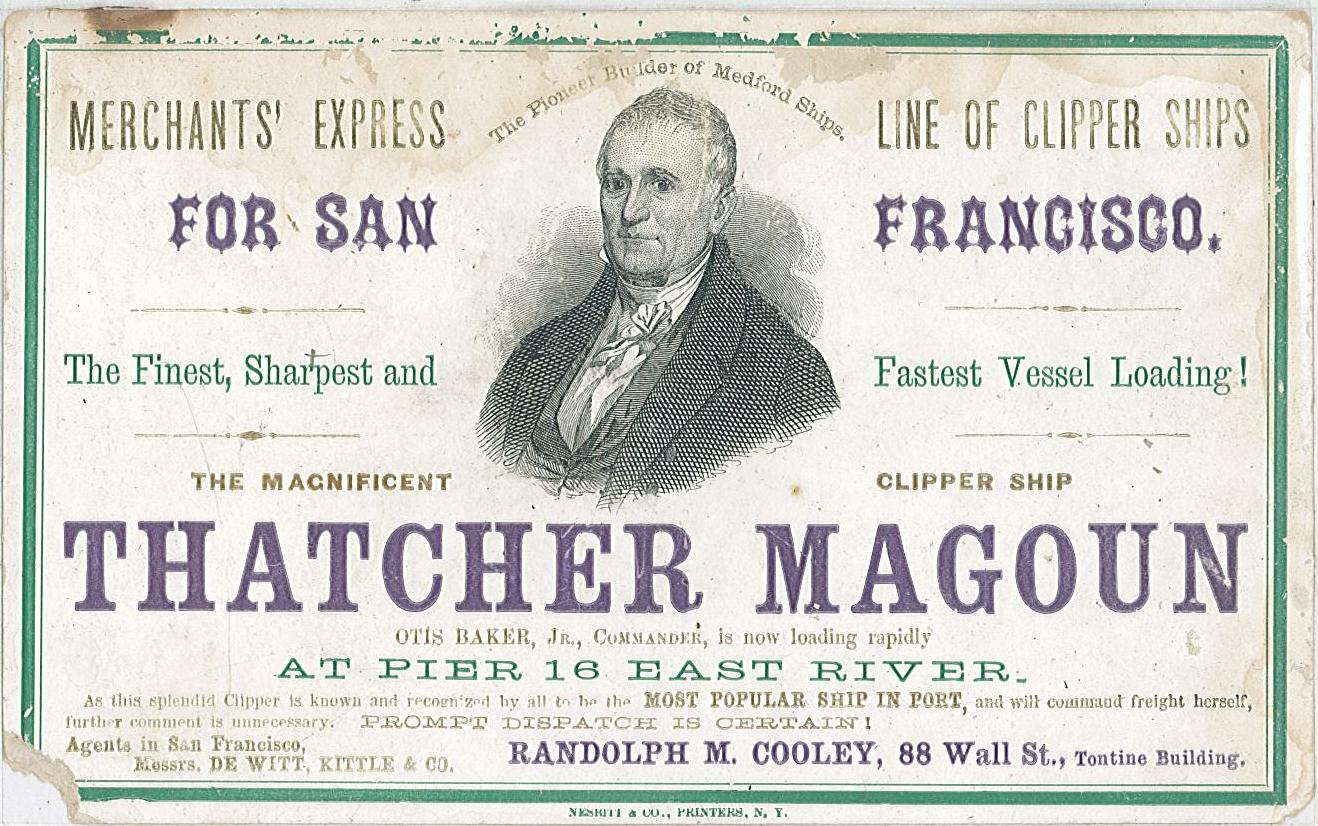 The Pioneer Builder of Medford Ships.
MERCHANTS' EXPRESS LINE OF CLIPPER SHIPS
FOR SAN FRANCISCO.
The Finest, Sharpest and Fastest Vessel Loading!
THE MAGNIFICENT CLIPPER SHIP
THATCHER MAGOUN
OTIS BAKER, JR., COMMANDER, is now loading rapidly
AT PIER 16 EAST RIVER.
As this splendid Clipper is known and recognized by all to be the MOST POPULAR SHIP IN PORT, and will command freight herself,
further comment is unnecessary. PROMPT DISPATCH IS CERTAIN!
Agents in San Francisco,
Messrs. DE WITT, KITTLE & CO.
RANDOLPH M. COOLEY, 88 Wall St., Tontine Building.
NESBITT & CO., PRINTERS, N. Y.